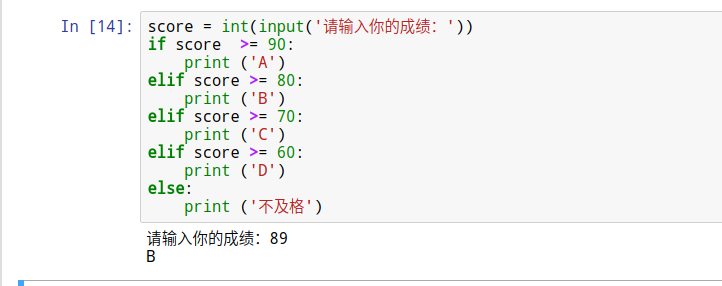 In [14]: score = int(input('请输入你的成绩：'))
if score  >= 90:
    print ('A')
elif score >= 80:
    print ('B')
elif score >= 70:
    print ('C')
elif score >= 60:
    print ('D')
else:
    print ('不及格')
请输入你的成绩：89
B